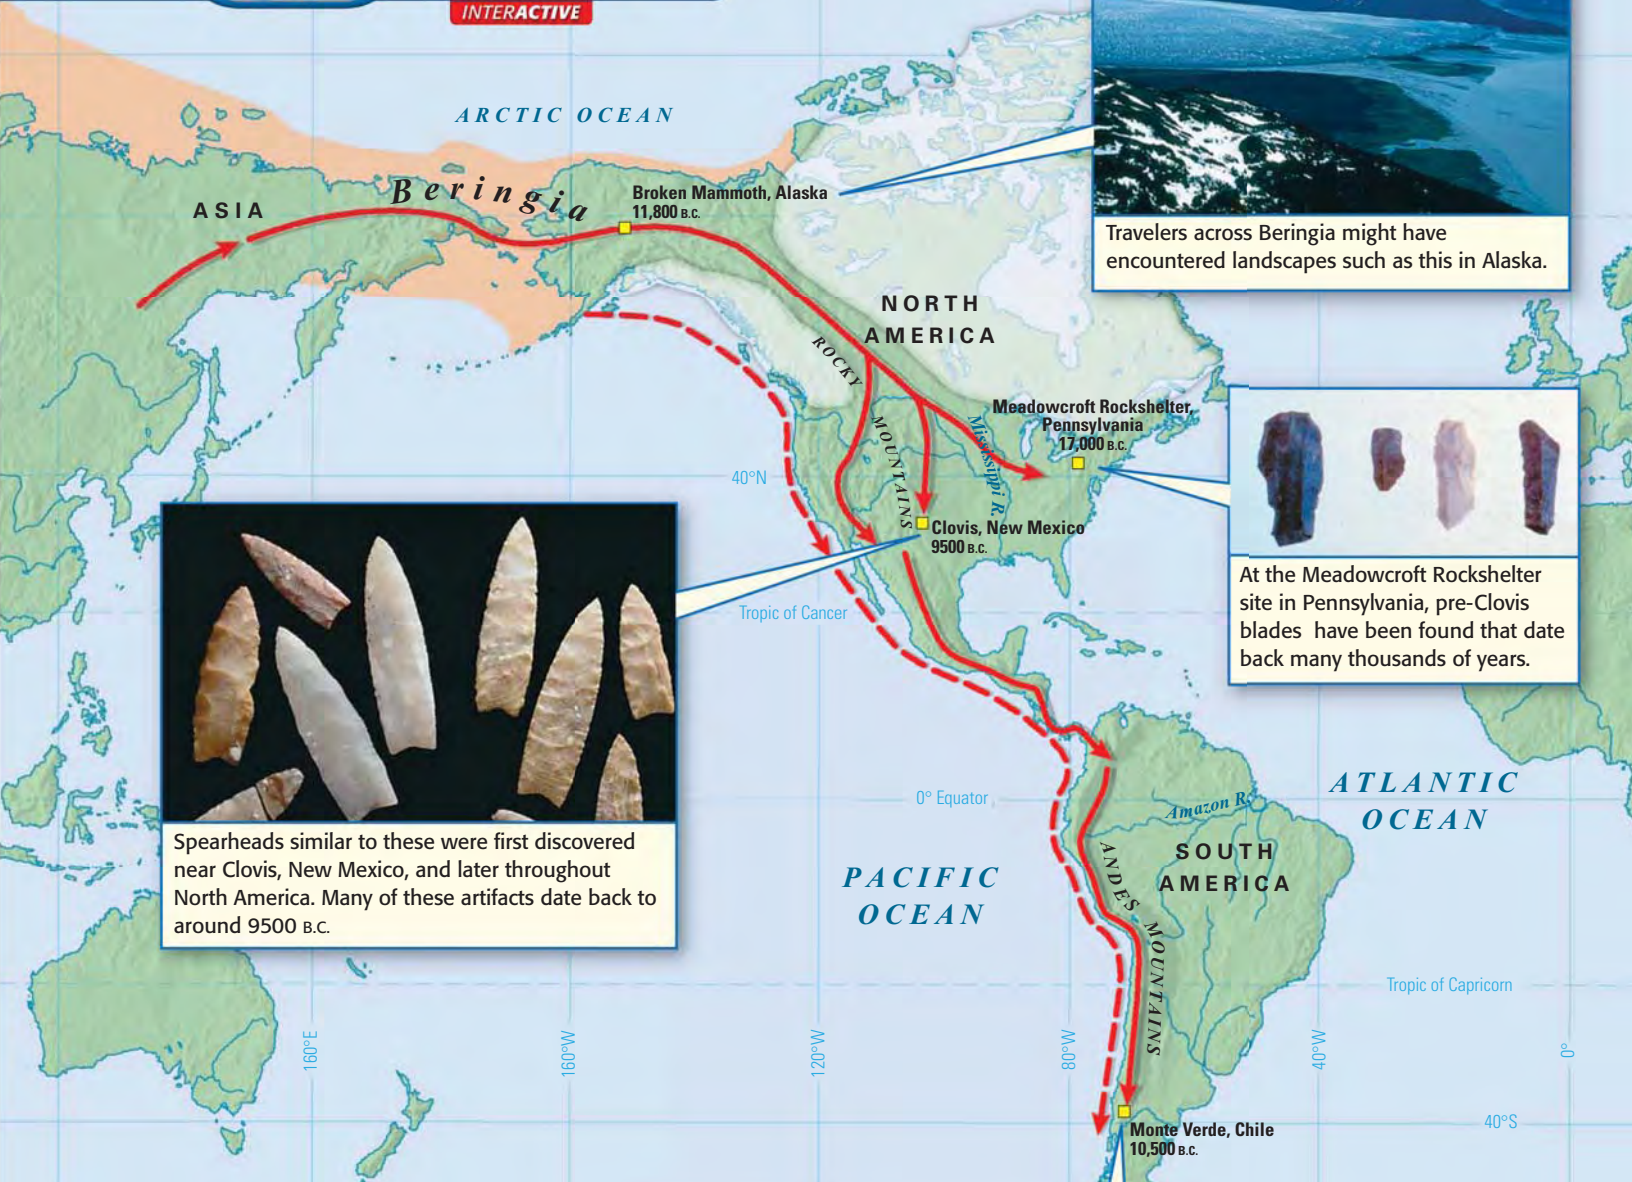 INTERACTIVE
ARCTIC OCEAN
ASIA
Beringia
Broken Mammoth, Alaska
11,800 B.C.
Travelers across Beringia might have
encountered landscapes such as this in Alaska.
NORTH
AMERICA
ROCKY
MOUNTAINS
Mississippi R.
Meadowcroft Rockshelter,
Pennsylvania
17,000 B.C.
40°N
Clovis, New Mexico
9500 B.C.
At the Meadowcroft Rockshelter
site in Pennsylvania, pre-Clovis
blades have been found that date
back many thousands of years.
Tropic of Cancer
Spearheads similar to these were first discovered
near Clovis, New Mexico, and later throughout
North America. Many of these artifacts date back to
around 9500 B.C.
0° Equator
Amazon R.
ATLANTIC
OCEAN
PACIFIC
OCEAN
SOUTH
AMERICA
ANDES MOUNTAINS
Tropic of Capricorn
160°E
160°W
120°W
80°W
40°W
0°
40°S
Monte Verde, Chile
10,500 B.C.